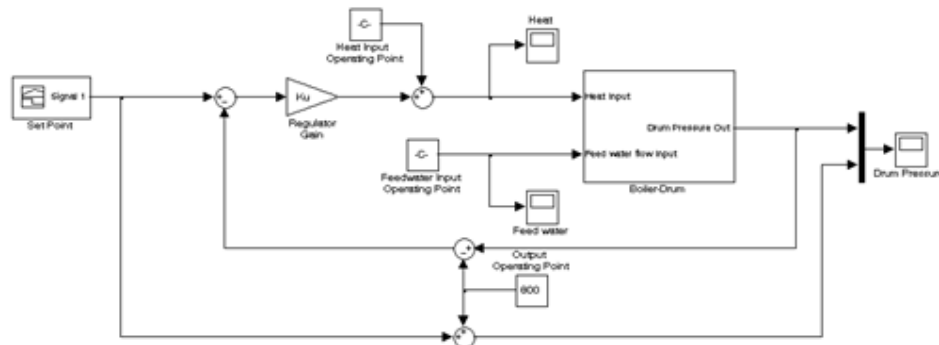 -C-
Heat Input
Operating Point
Heat
Signal 1
Set Point
Ku
Regulator
Gain
Heat Input
Drum Pressure Out
Feed water flow Input
Boiler-Drum
-C-
Feedwater Input
Operating Point
Feed water
Drum Pressure
Output
Operating Point
600